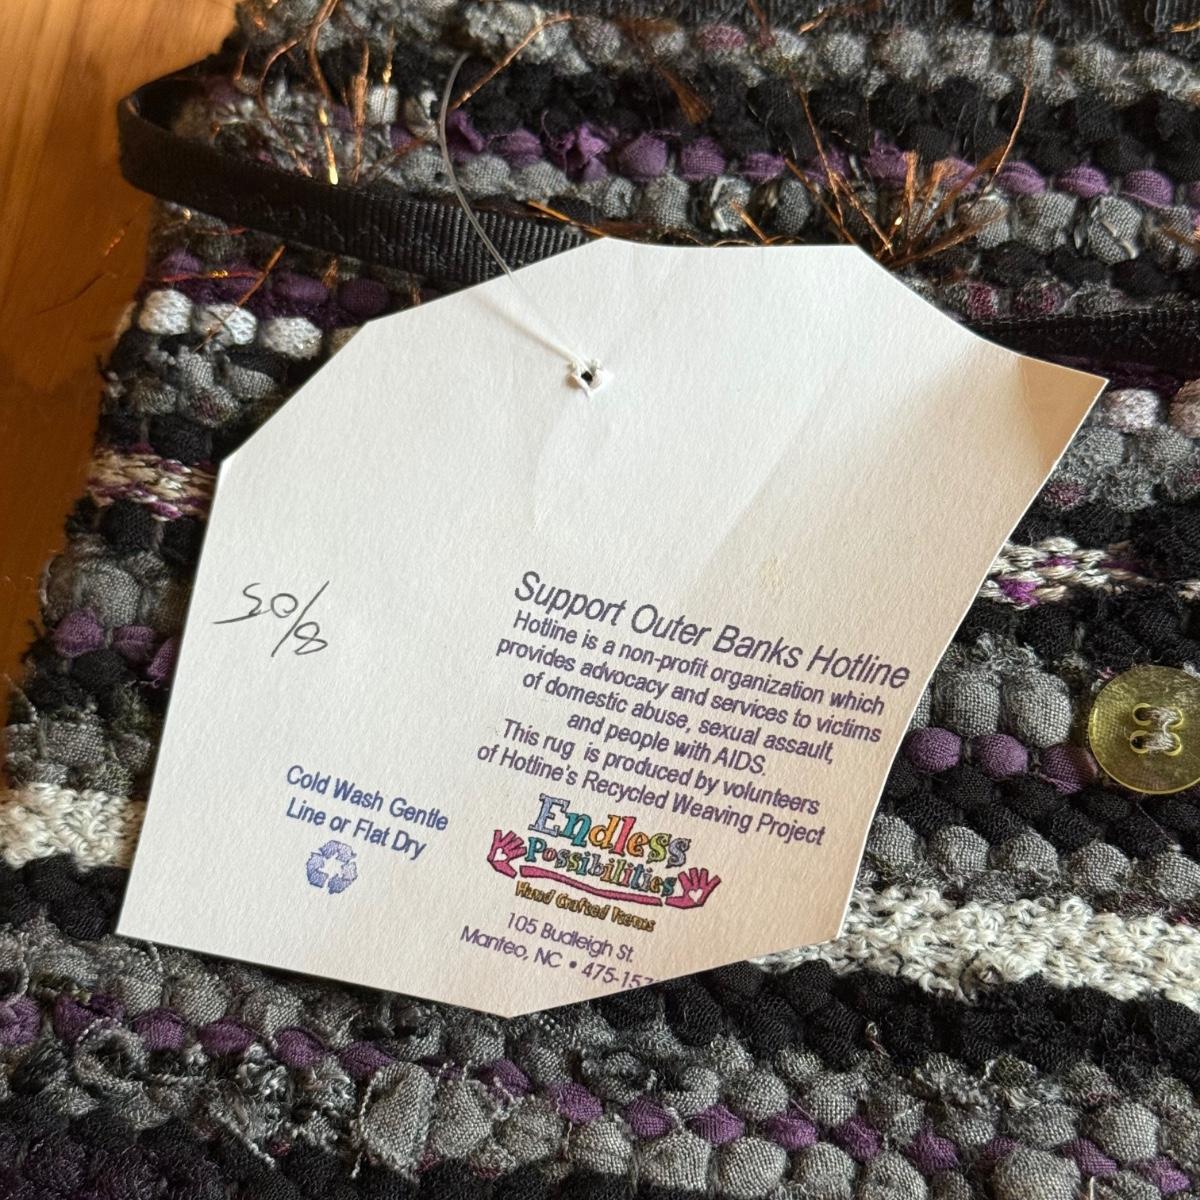 Support Outer Banks Hotline
Hotline is a non-profit organization which
provides advocacy and services to victims
of domestic abuse, sexual assault,
and people with AIDS.
This rug is produced by volunteers
of Hotline's Recycled Weaving Project
Endless
Possibilities
Hand Crafted Items
105 Budleigh St.
Manteo, NC • 475-157
50/8
Cold Wash Gentle
Line or Flat Dry